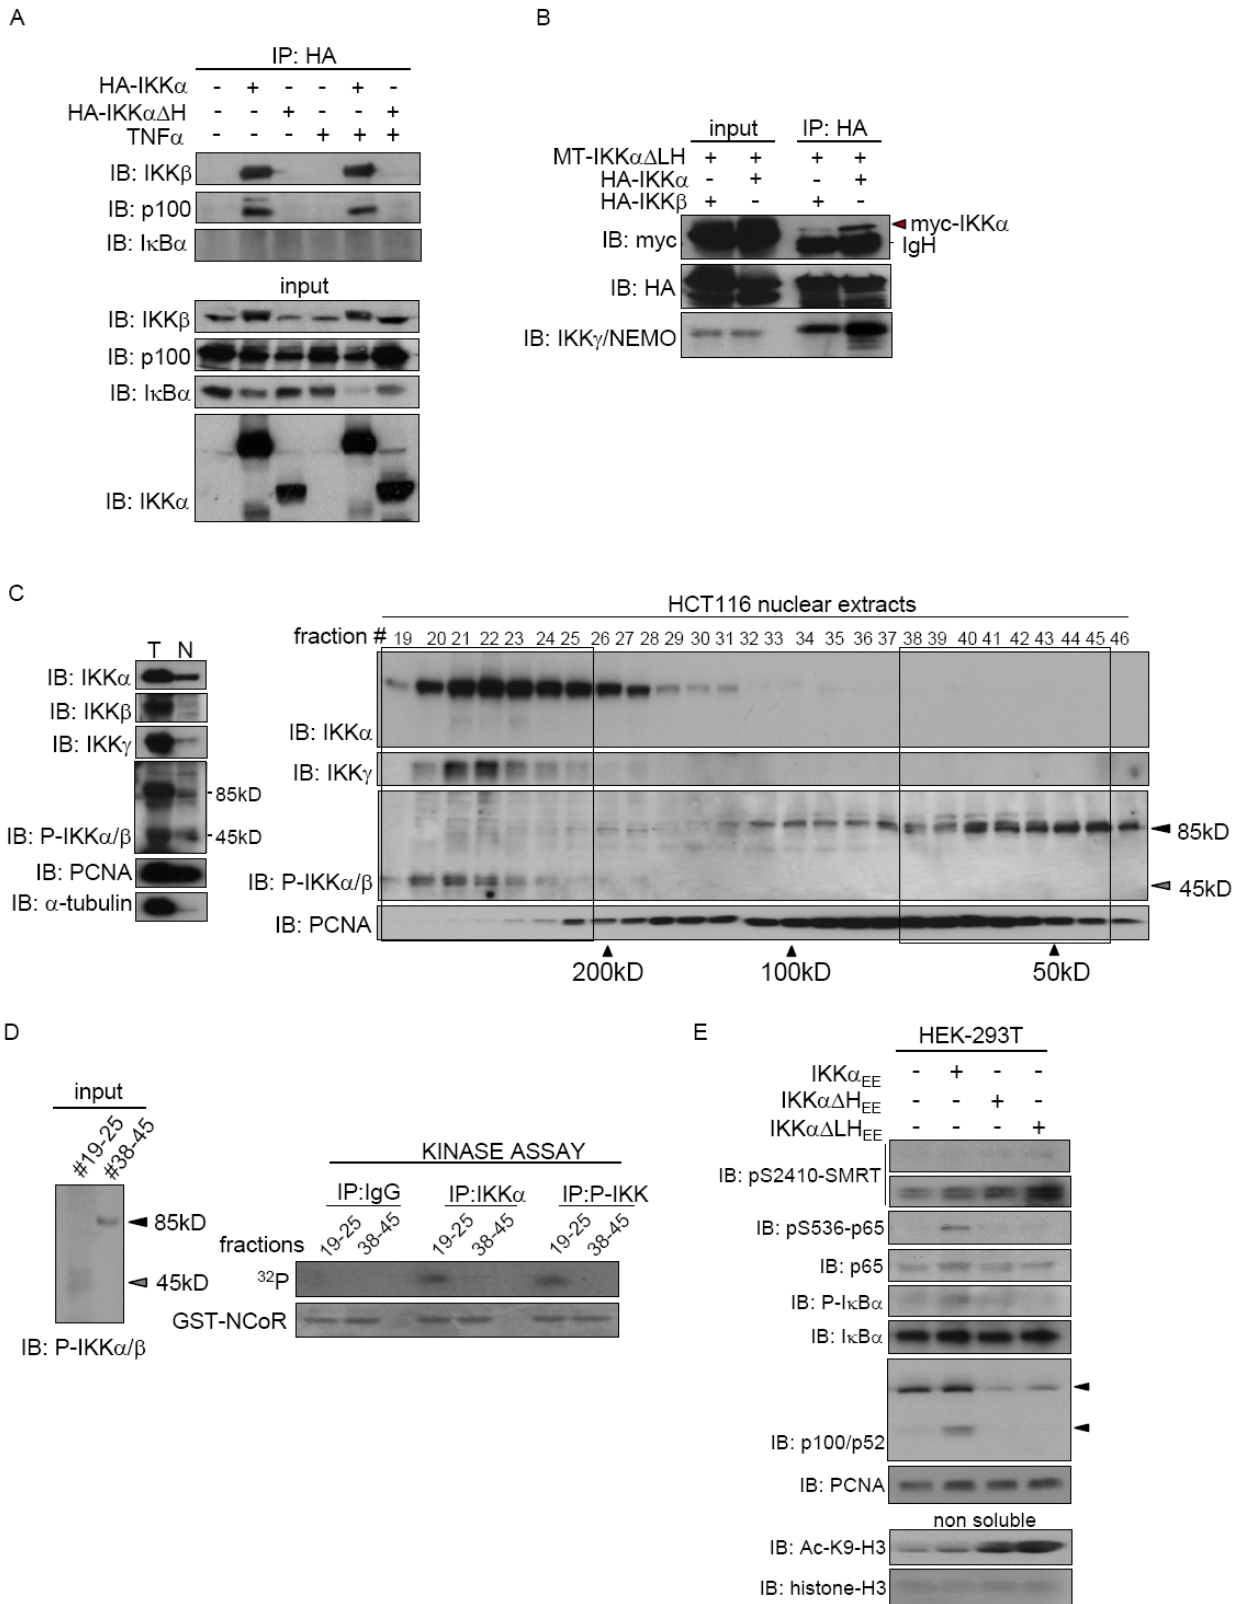 A
IP: HA
HA-IKKα - + - - + -
HA-IKKαΔH - - + - - +
TNFα - - - + + +
IB: IKKβ
IB: p100
IB: IκBα
input
IB: IKKβ
IB: p100
IB: IκBα
IB: IKKα
B
input IP: HA
MT-IKKαΔLH + + + +
HA-IKKα - + - +
HA-IKKβ + - + -
IB: myc
myc-IKKα
IgH
IB: HA
IB: IKKγ/NEMO
C
T N
IB: IKKα
IB: IKKβ
IB: IKKγ
85kD
IB: P-IKKα/β 45kD
IB: PCNA
IB: α-tubulin
HCT116 nuclear extracts
fraction # 19 20 21 22 23 24 25 26 27 28 29 30 31 32 33 34 35 36 37 38 39 40 41 42 43 44 45 46
IB: IKKα
IB: IKKγ
85kD
IB: P-IKKα/β 45kD
IB: PCNA
200kD 100kD 50kD
D
input
#19-25 #38-45
85kD
45kD
IB: P-IKKα/β
KINASE ASSAY
IP:IgG IP:IKKα IP:P-IKK
fractions 19-25 38-45 19-25 38-45 19-25 38-45
³²P
GST-NCoR
E
HEK-293T
IKKα_EE - + - -
IKKαΔH_EE - - + -
IKKαΔLH_EE - - - +
IB: pS2410-SMRT
IB: pS536-p65
IB: p65
IB: P-IκBα
IB: IκBα
IB: p100/p52
IB: PCNA
non soluble
IB: Ac-K9-H3
IB: histone-H3